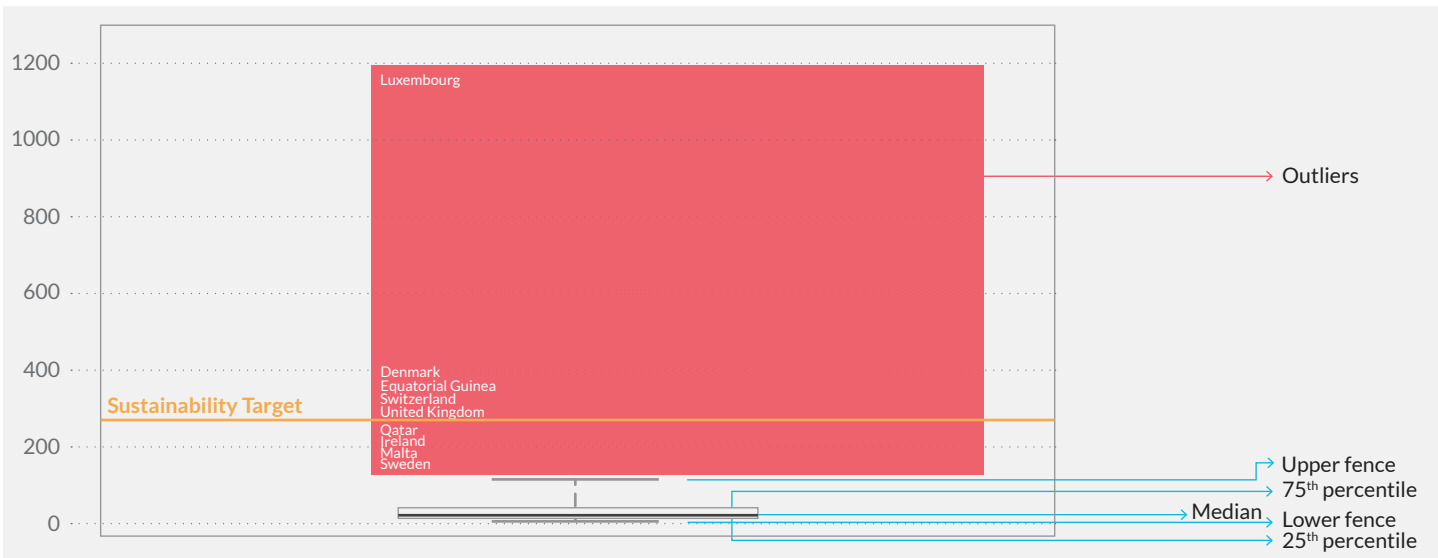 1200
Luxembourg
1000
Outliers
800
600
400
Denmark
Equatorial Guinea
Switzerland
Sustainability Target
United Kingdom
Qatar
Ireland
200
Malta
Sweden
Upper fence
75th percentile
Median
0
Lower fence
25th percentile